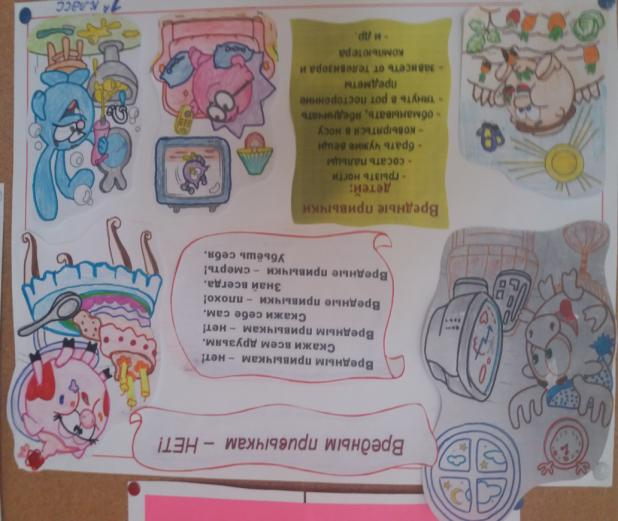 Вредным привычкам – НЕТ!
Вредным привычкам – нет!
Скажи всем друзьям.
Вредным привычкам – нет!
Скажи себе сам.
Вредные привычки – плохо!
Знай всегда.
Вредные привычки – смерть!
Убьёшь себя.
Вредные привычки
детей:
- грызть ногти
- сосать пальцы
- брать чужие вещи
- ковыряться в носу
- обманывать, ябедничать
- тянуть в рот посторонние
предметы
- зависеть от телевизора и
компьютера
- и др.
1а класс